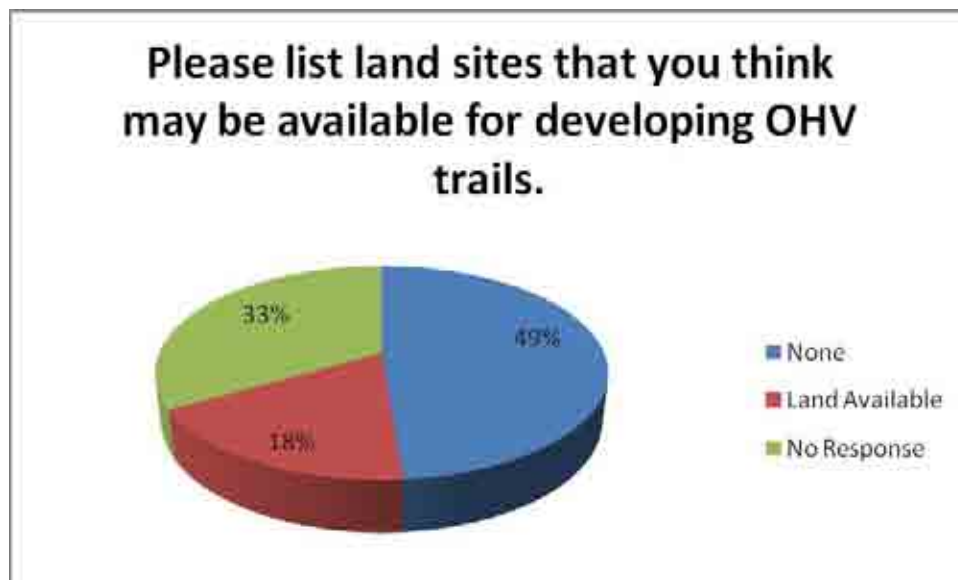 Please list land sites that you think
may be available for developing OHV
trails.
33%
49%
18%
None
Land Available
No Response